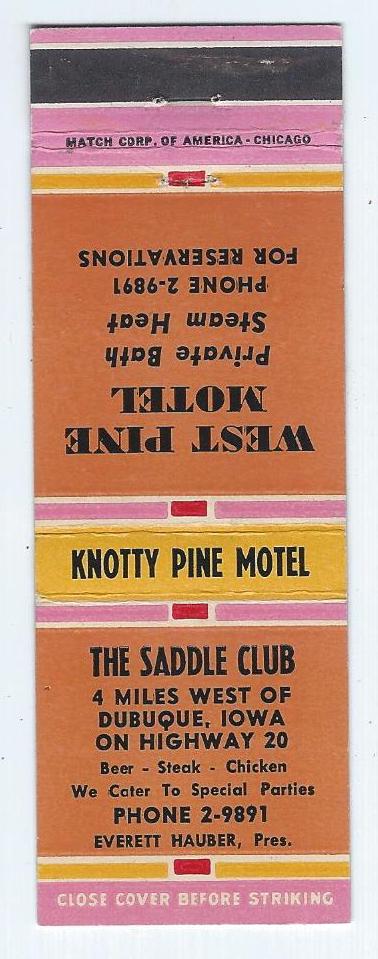 MATCH CORP. OF AMERICA - CHICAGO
WEST PINE
MOTEL
Private Bath
Steam Heat
PHONE 2-9891
FOR RESERVATIONS
KNOTTY PINE MOTEL
THE SADDLE CLUB
4 MILES WEST OF
DUBUQUE, IOWA
ON HIGHWAY 20
Beer - Steak - Chicken
We Cater To Special Parties
PHONE 2-9891
EVERETT HAUBER, Pres.
CLOSE COVER BEFORE STRIKING